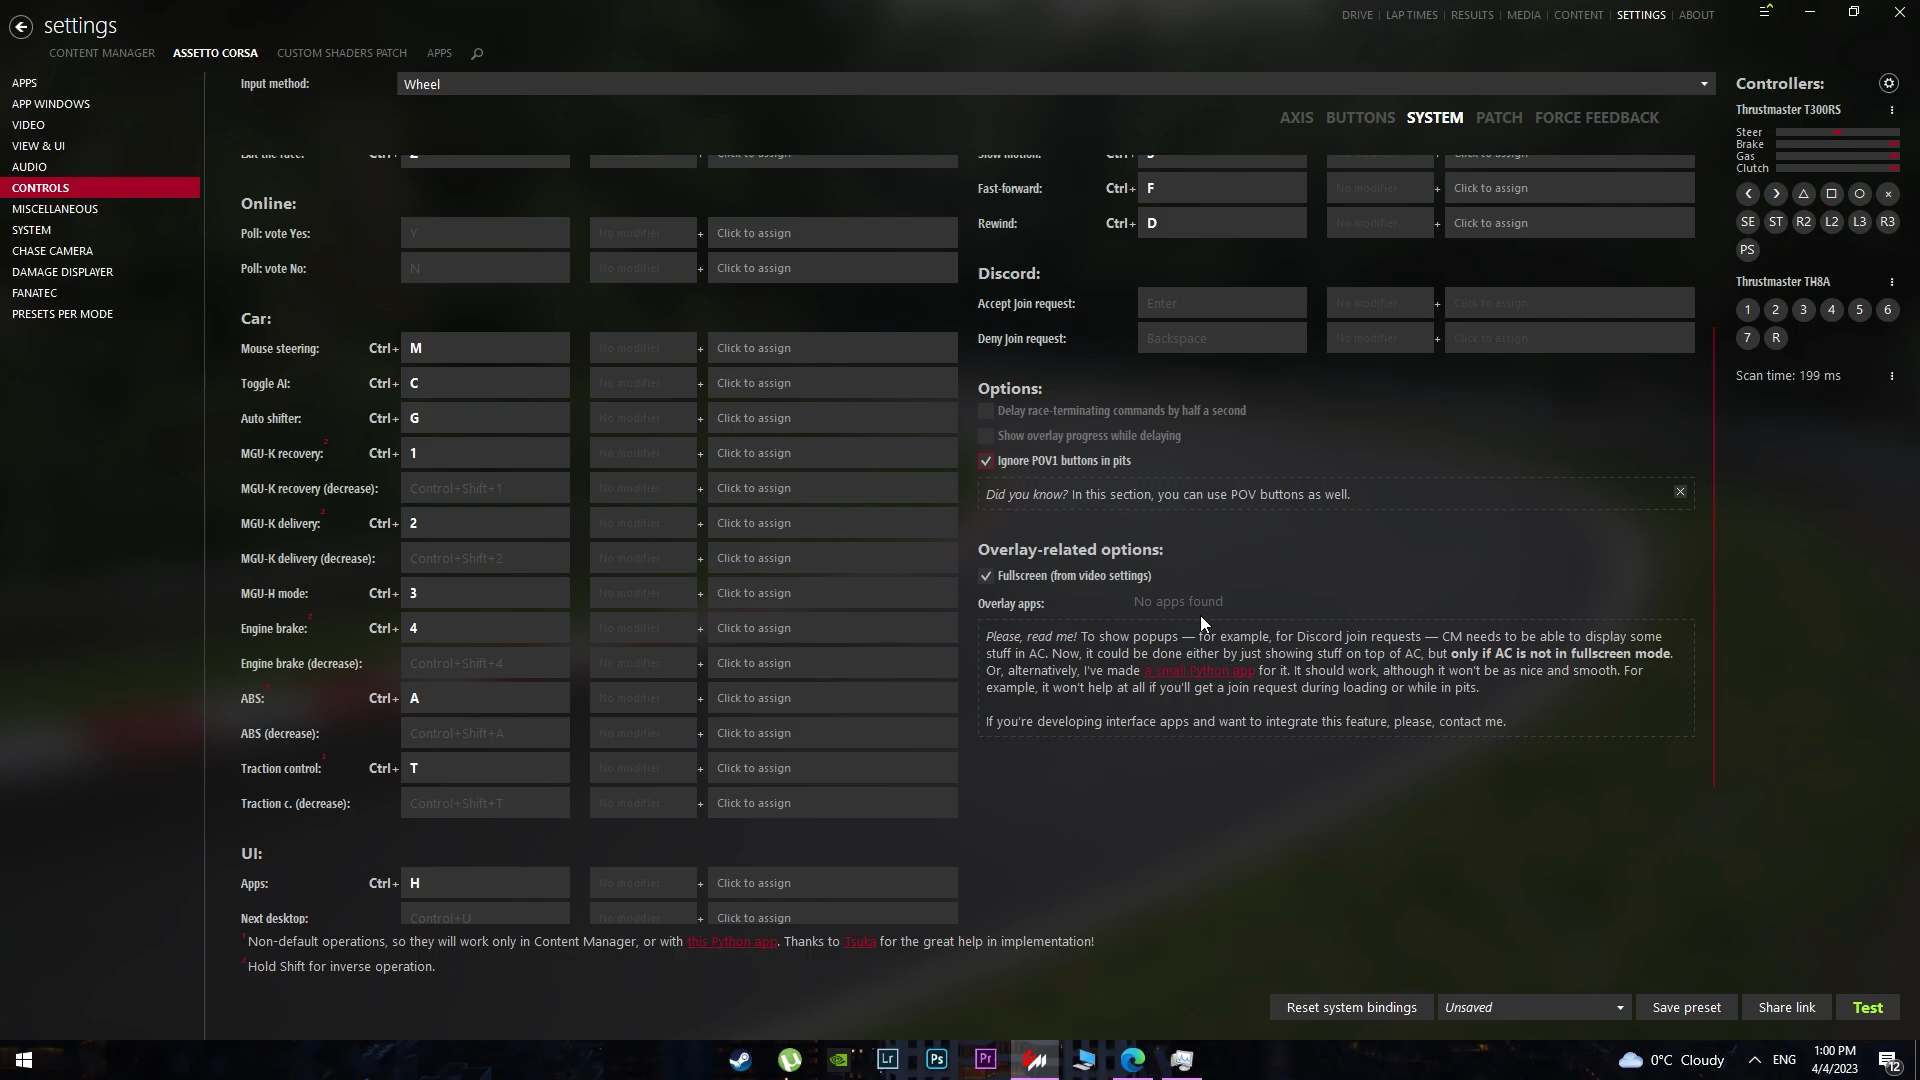 settings
DRIVE | LAP TIMES | RESULTS | MEDIA | CONTENT | SETTINGS | ABOUT
CONTENT MANAGER ASSETTO CORSA CUSTOM SHADERS PATCH APPS
APPS
APP WINDOWS
VIDEO
VIEW & UI
AUDIO
CONTROLS
MISCELLANEOUS
SYSTEM
CHASE CAMERA
DAMAGE DISPLAYER
FANATEC
PRESETS PER MODE
Input method: Wheel
AXIS BUTTONS SYSTEM PATCH FORCE FEEDBACK
Online:
Poll: vote Yes: Y No modifier + Click to assign
Poll: vote No: N No modifier + Click to assign
Car:
Mouse steering: Ctrl+ M No modifier + Click to assign
Toggle AI: Ctrl+ C No modifier + Click to assign
Auto shifter: Ctrl+ G No modifier + Click to assign
MGU-K recovery: 2 Ctrl+ 1 No modifier + Click to assign
MGU-K recovery (decrease): Control+Shift+1 No modifier + Click to assign
MGU-K delivery: 2 Ctrl+ 2 No modifier + Click to assign
MGU-K delivery (decrease): Control+Shift+2 No modifier + Click to assign
MGU-H mode: Ctrl+ 3 No modifier + Click to assign
Engine brake: 2 Ctrl+ 4 No modifier + Click to assign
Engine brake (decrease): Control+Shift+4 No modifier + Click to assign
ABS: 2 Ctrl+ A No modifier + Click to assign
ABS (decrease): Control+Shift+A No modifier + Click to assign
Traction control: 2 Ctrl+ T No modifier + Click to assign
Traction c. (decrease): Control+Shift+T No modifier + Click to assign
UI:
Apps: Ctrl+ H No modifier + Click to assign
Next desktop: Control+U No modifier + Click to assign
Fast-forward: Ctrl+ F No modifier + Click to assign
Rewind: Ctrl+ D No modifier + Click to assign
Discord:
Accept Join request: Enter No modifier + Click to assign
Deny Join request: Backspace No modifier + Click to assign
Options:
Delay race-terminating commands by half a second
Show overlay progress while delaying
Ignore POV1 buttons in pits
Did you know? In this section, you can use POV buttons as well.
Overlay-related options:
Fullscreen (from video settings)
Overlay apps: No apps found
Please, read me! To show popups — for example, for Discord join requests — CM needs to be able to display some
stuff in AC. Now, it could be done either by just showing stuff on top of AC, but only if AC is not in fullscreen mode.
Or, alternatively, I've made a small Python app for it. It should work, although it won't be as nice and smooth. For
example, it won't help at all if you'll get a join request during loading or while in pits.
If you're developing interface apps and want to integrate this feature, please, contact me.
1 Non-default operations, so they will work only in Content Manager, or with this Python app. Thanks to Tsuka for the great help in implementation!
2 Hold Shift for inverse operation.
Reset system bindings Unsaved Save preset Share link Test
Controllers:
Thrustmaster T300RS
Steer
Brake
Gas
Clutch
SE ST R2 L2 L3 R3
PS
Thrustmaster TH8A
1 2 3 4 5 6
7 R
Scan time: 199 ms
Lr Ps Pr
0°C Cloudy ENG
1:00 PM
4/4/2023
12